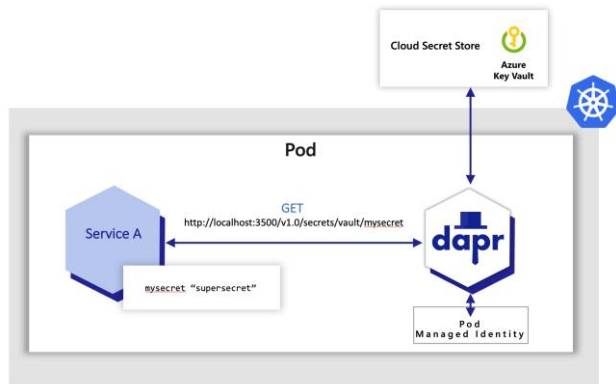 Cloud Secret Store
Azure
Key Vault
Pod
GET
http://localhost:3500/v1.0/secrets/vault/mysecret
Service A
dapr
mysecret “supersecret”
Pod
Managed Identity